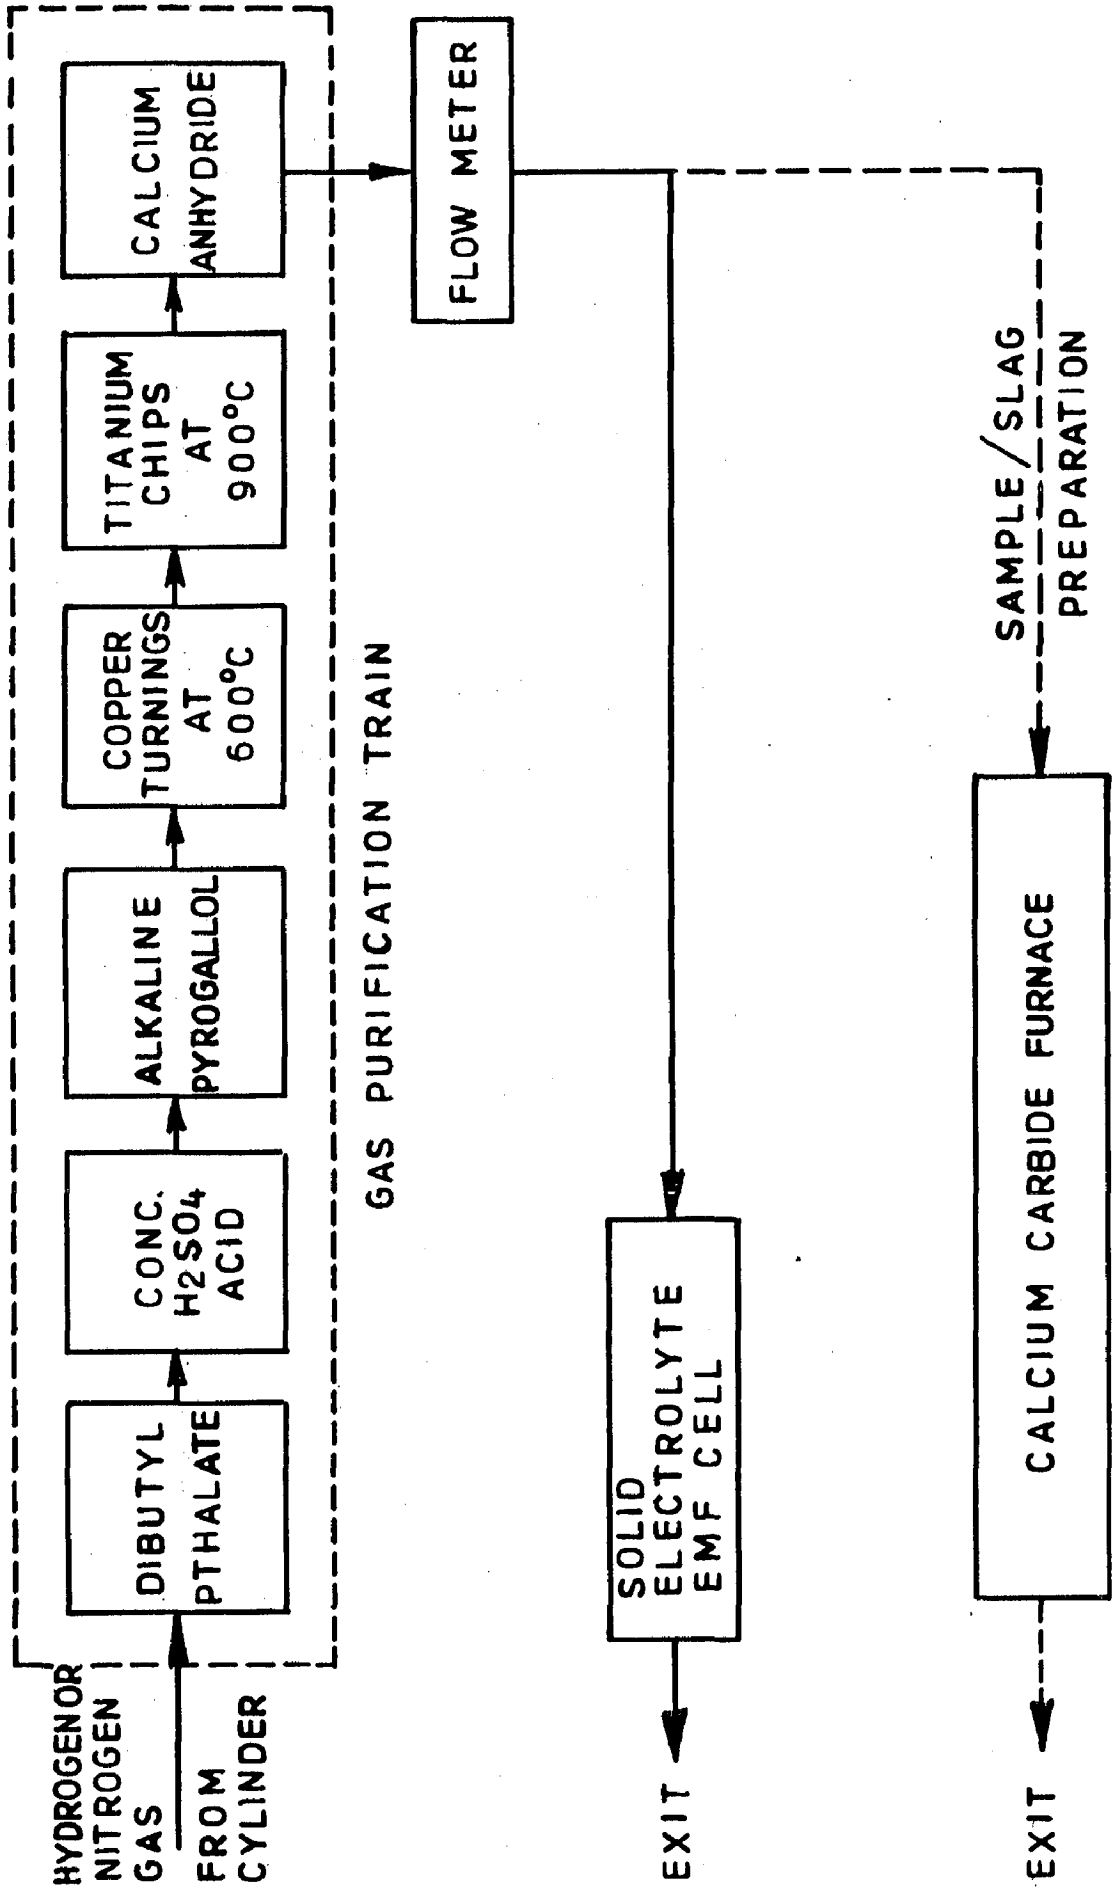 HYDROGEN OR
NITROGEN
GAS
FROM
CYLINDER
DIBUTYL
PTHALATE
CONC.
H2SO4
ACID
ALKALINE
PYROGALLOL
COPPER
TURNINGS
AT
600°C
TITANIUM
CHIPS
AT
900°C
CALCIUM
ANHYDRIDE
GAS PURIFICATION TRAIN
FLOW METER
EXIT
SOLID
ELECTROLYTE
EMF CELL
SAMPLE/SLAG
PREPARATION
EXIT
CALCIUM CARBIDE FURNACE